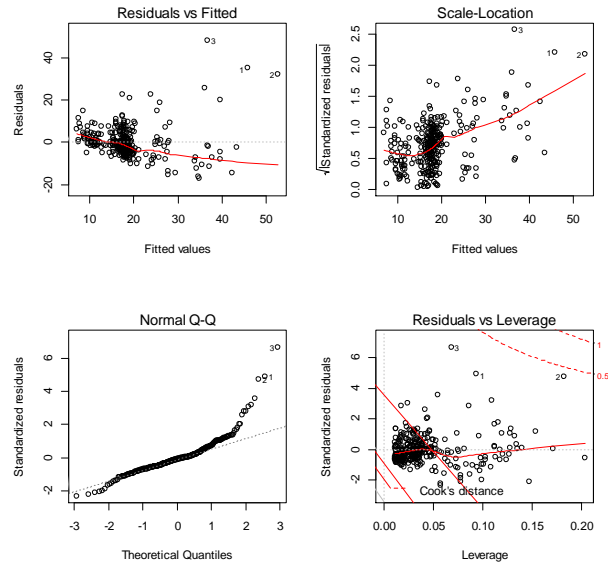 Residuals vs Fitted
Residuals
40
20
0
-20
3
1
2
10 20 30 40 50
Fitted values
Scale-Location
√|Standardized residuals|
2.5
2.0
1.5
1.0
0.5
0.0
3
1
2
10 20 30 40 50
Fitted values
Normal Q-Q
Standardized residuals
6
4
2
0
-2
3
2 1
-3 -2 -1 0 1 2 3
Theoretical Quantiles
Residuals vs Leverage
Standardized residuals
6
4
2
0
-2
3
1
2
1
0.5
Cook's distance
0.00 0.05 0.10 0.15 0.20
Leverage